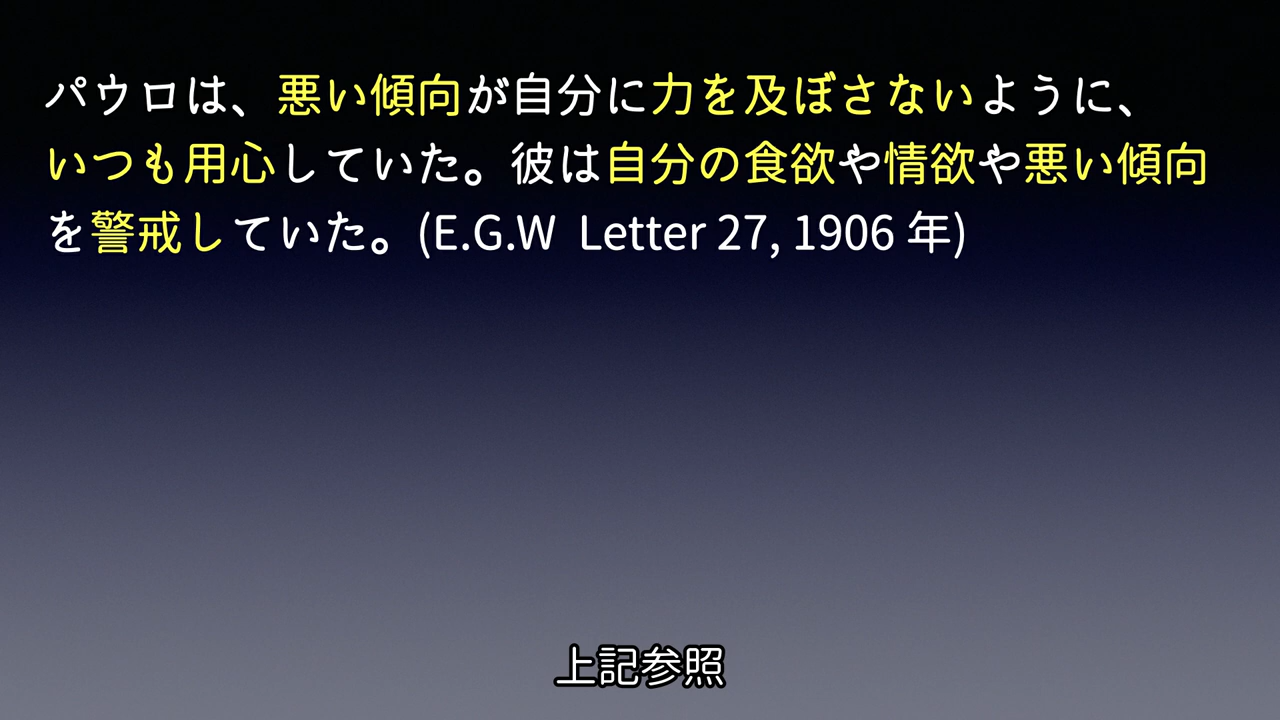 パウロは、悪い傾向が自分に力を及ぼさないように、
いつも用心していた。彼は自分の食欲や情欲や悪い傾向
を警戒していた。(E.G.W Letter 27, 1906 年)
上記参照